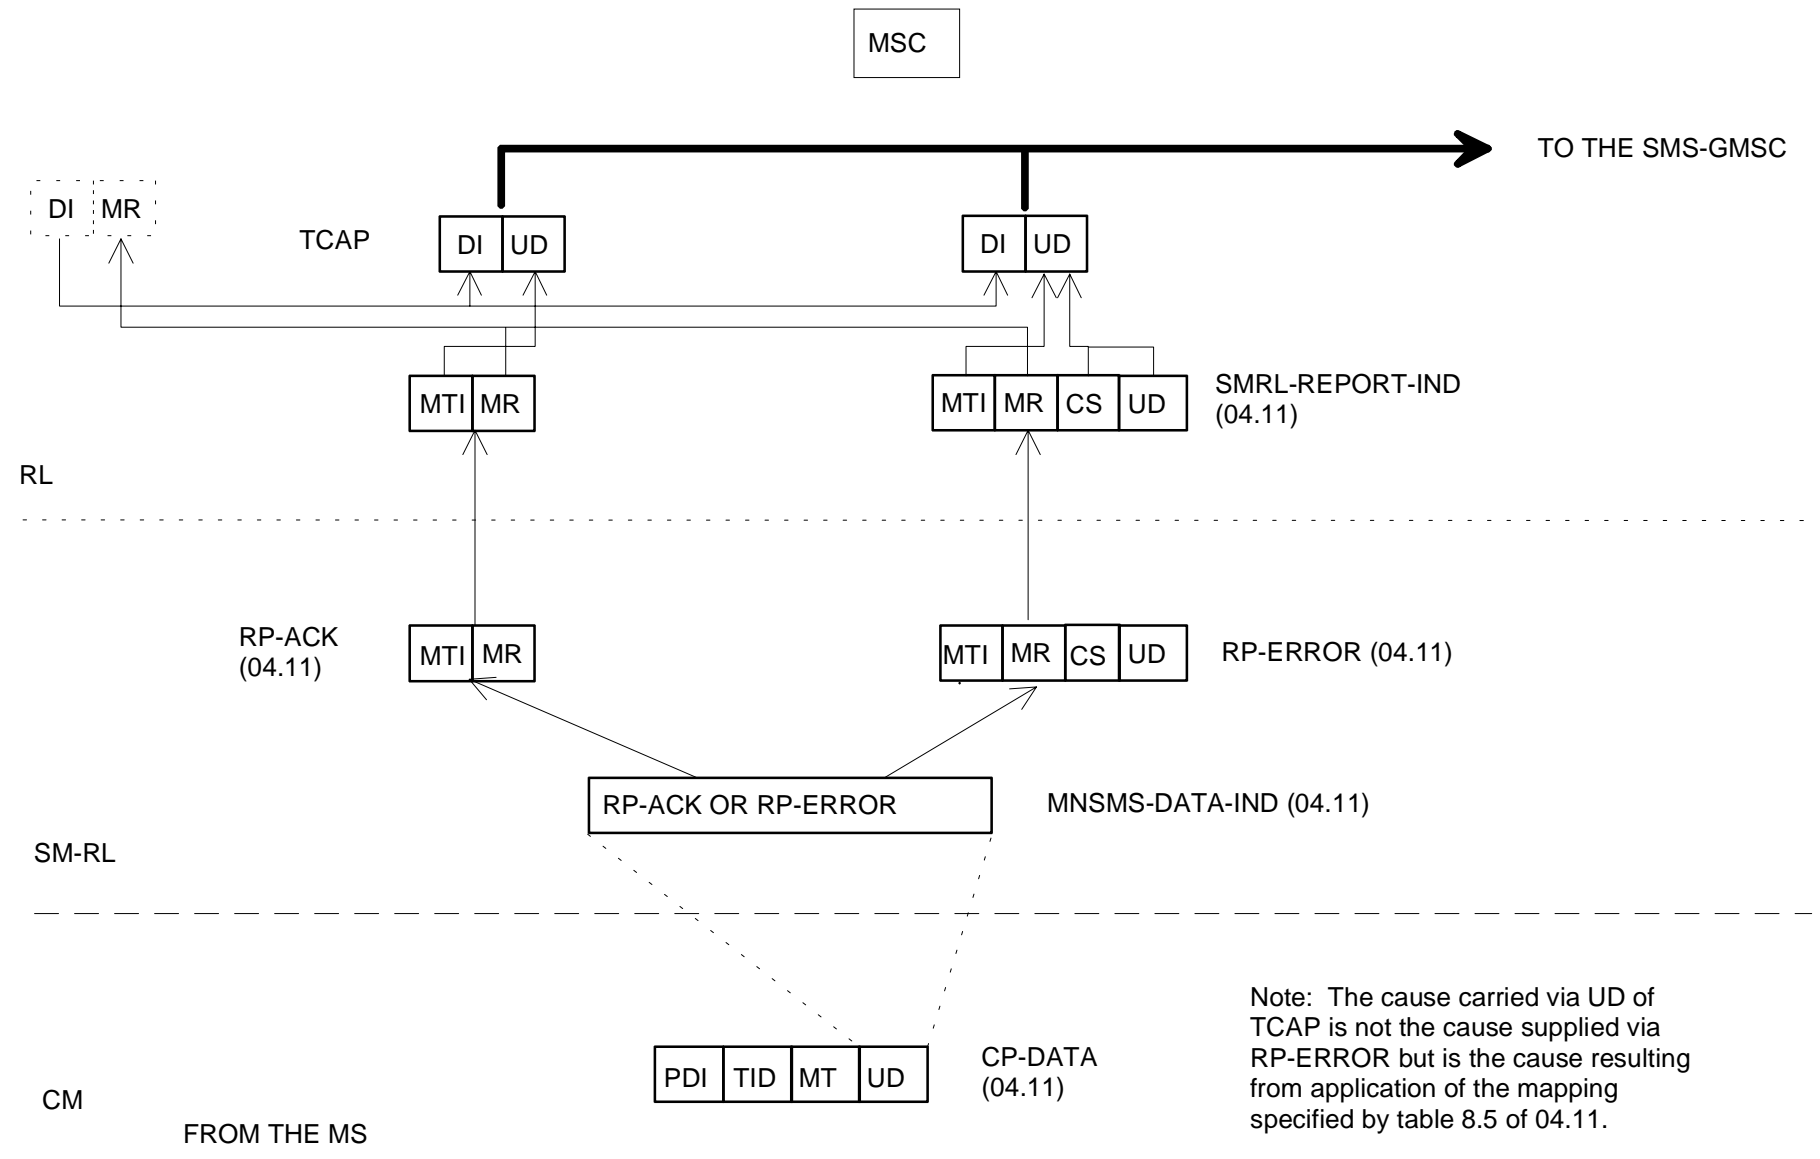 MSC
TO THE SMS-GMSC
DI MR
TCAP
DI UD
DI UD
MTI MR
MTI MR CS UD
SMRL-REPORT-IND
(04.11)
RL
RP-ACK
(04.11)
MTI MR
MTI MR CS UD
RP-ERROR (04.11)
RP-ACK OR RP-ERROR
MNSMS-DATA-IND (04.11)
SM-RL
PDI TID MT UD
CP-DATA
(04.11)
Note: The cause carried via UD of
TCAP is not the cause supplied via
RP-ERROR but is the cause resulting
from application of the mapping
specified by table 8.5 of 04.11.
CM
FROM THE MS